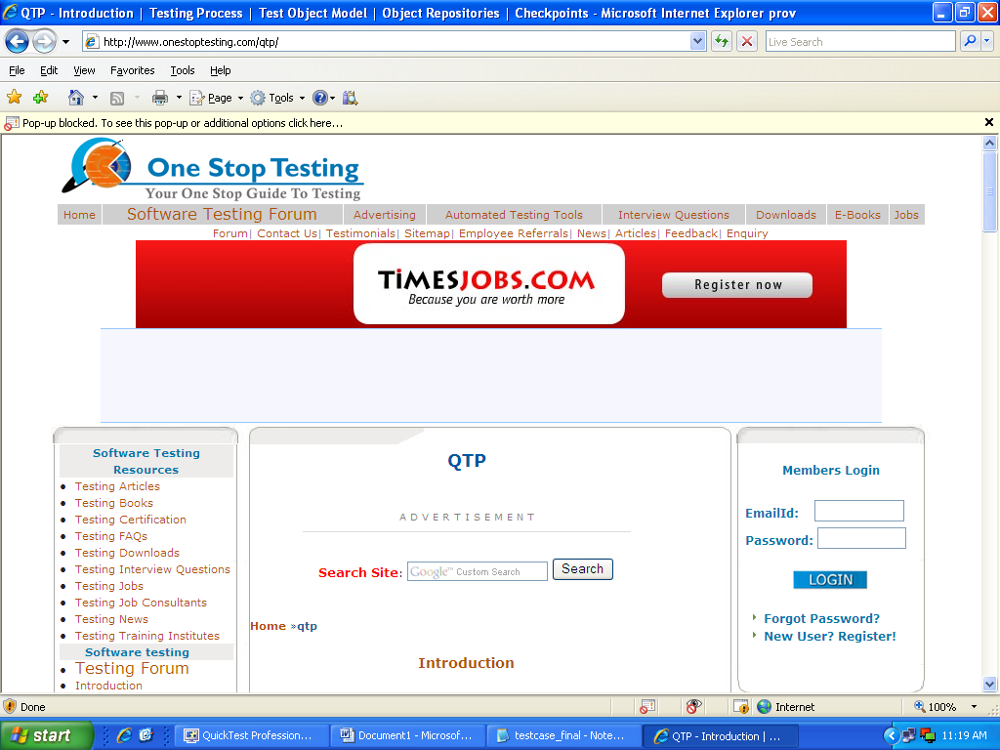 QTP - Introduction | Testing Process | Test Object Model | Object Repositories | Checkpoints - Microsoft Internet Explorer prov
http://www.onestoptesting.com/qtp/
Live Search
File Edit View Favorites Tools Help
Page Tools
Pop-up blocked. To see this pop-up or additional options click here...
One Stop Testing
Your One Stop Guide To Testing
Home Software Testing Forum Advertising Automated Testing Tools Interview Questions Downloads E-Books Jobs
Forum| Contact Us| Testimonials| Sitemap| Employee Referrals| News| Articles| Feedback| Enquiry
TIMESJOBS.COM
Because you are worth more
Register now
Software Testing
Resources
Testing Articles
Testing Books
Testing Certification
Testing FAQs
Testing Downloads
Testing Interview Questions
Testing Jobs
Testing Job Consultants
Testing News
Testing Training Institutes
Software testing
Testing Forum
Introduction
QTP
ADVERTISEMENT
Search Site: Google™ Custom Search Search
Home »qtp
Introduction
Members Login
EmailId:
Password:
LOGIN
Forgot Password?
New User? Register!
Done Internet 100%
start QuickTest Profession... Document1 - Microsof... testcase_final - Note... QTP - Introduction | ... 11:19 AM